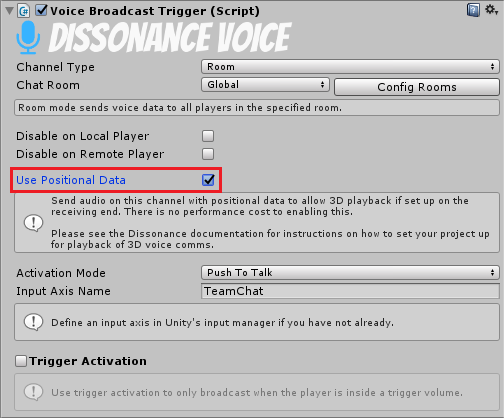 Voice Broadcast Trigger (Script)
DISSONANCE VOICE
Channel Type Room
Chat Room Global Config Rooms
Room mode sends voice data to all players in the specified room.
Disable on Local Player
Disable on Remote Player
Use Positional Data
Send audio on this channel with positional data to allow 3D playback if set up on the
receiving end. There is no performance cost to enabling this.
Please see the Dissonance documentation for instructions on how to set your project up
for playback of 3D voice comms.
Activation Mode Push To Talk
Input Axis Name TeamChat
Define an input axis in Unity's input manager if you have not already.
Trigger Activation
Use trigger activation to only broadcast when the player is inside a trigger volume.